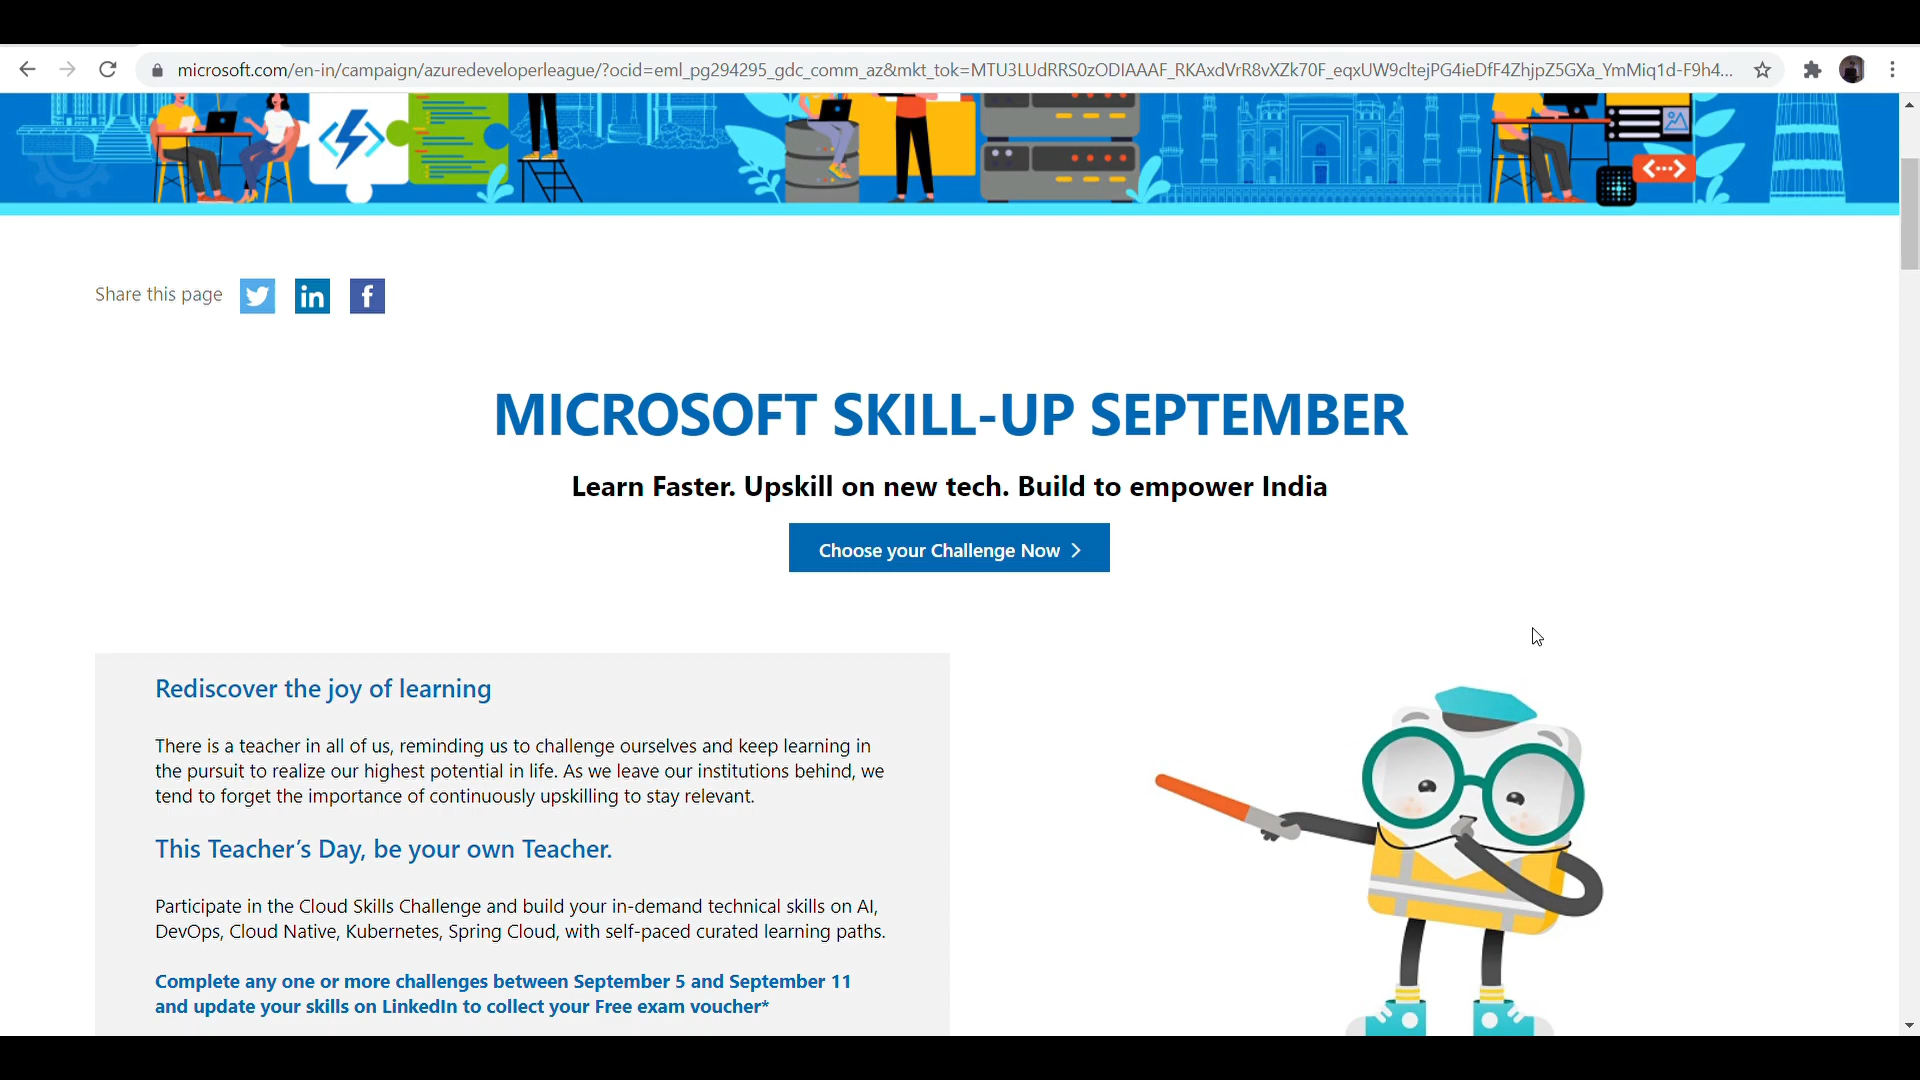 microsoft.com/en-in/campaign/azuredeveloperleague/?ocid=eml_pg294295_gdc_comm_az&mkt_tok=MTU3LUdRRS0zODIAAAF_RKAxdVrR8vXZk70F_eqxUW9cltejPG4ieDfF4ZhjpZ5GXa_YmMiq1d-F9h4...
Share this page
in
f
MICROSOFT SKILL-UP SEPTEMBER
Learn Faster. Upskill on new tech. Build to empower India
Choose your Challenge Now
Rediscover the joy of learning
There is a teacher in all of us, reminding us to challenge ourselves and keep learning in
the pursuit to realize our highest potential in life. As we leave our institutions behind, we
tend to forget the importance of continuously upskilling to stay relevant.
This Teacher’s Day, be your own Teacher.
Participate in the Cloud Skills Challenge and build your in-demand technical skills on AI,
DevOps, Cloud Native, Kubernetes, Spring Cloud, with self-paced curated learning paths.
Complete any one or more challenges between September 5 and September 11
and update your skills on LinkedIn to collect your Free exam voucher*